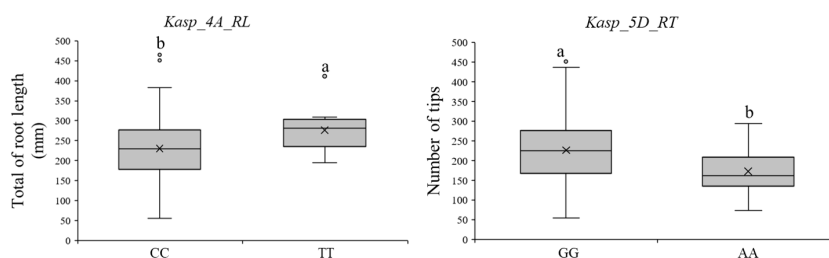 Kasp_4A_RL
Total of root length
(mm)
500
450
400
350
300
250
200
150
100
50
0
b
a
CC
TT
Kasp_5D_RT
Number of tips
500
450
400
350
300
250
200
150
100
50
0
a
b
GG
AA